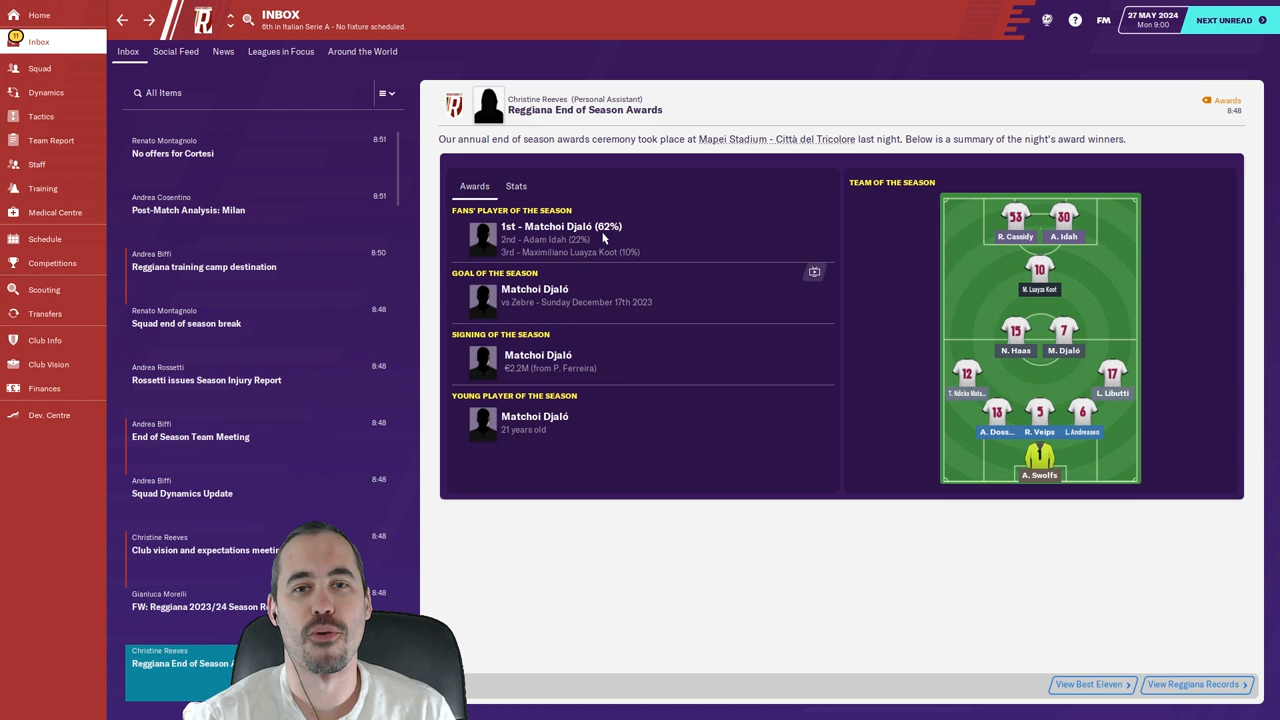 Home
11
Inbox
Squad
Dynamics
Tactics
Team Report
Staff
Training
Medical Centre
Schedule
Competitions
Scouting
Transfers
Club Info
Club Vision
Finances
Dev. Centre
R
INBOX
6th in Italian Serie A - No fixture scheduled.
?
FM
27 MAY 2024
Mon 9:00
NEXT UNREAD
Inbox
Social Feed
News
Leagues in Focus
Around the World
All Items
Renato Montagnolo 8:51
No offers for Cortesi
Andrea Cosentino 8:51
Post-Match Analysis: Milan
Andrea Biffi 8:50
Reggiana training camp destination
Renato Montagnolo 8:48
Squad end of season break
Andrea Rossetti 8:48
Rossetti issues Season Injury Report
Andrea Biffi 8:48
End of Season Team Meeting
Andrea Biffi 8:48
Squad Dynamics Update
Christine Reeves 8:48
Club vision and expectations meetin
Gianluca Morelli 8:48
FW: Reggiana 2023/24 Season R
Christine Reeves
Reggiana End of Season A
R
Christine Reeves (Personal Assistant)
Reggiana End of Season Awards
Awards
8:48
Our annual end of season awards ceremony took place at Mapei Stadium - Città del Tricolore last night. Below is a summary of the night's award winners.
Awards
Stats
FANS' PLAYER OF THE SEASON
1st - Matchoi Djaló (62%)
2nd - Adam Idah (22%)
3rd - Maximiliano Luayza Koot (10%)
GOAL OF THE SEASON
Matchoi Djaló
vs Zebre - Sunday December 17th 2023
SIGNING OF THE SEASON
Matchoi Djaló
€2.2M (from P. Ferreira)
YOUNG PLAYER OF THE SEASON
Matchoi Djaló
21 years old
TEAM OF THE SEASON
53
30
R. Cassidy
A. Idah
10
M. Luayza Koot
15
7
N. Haas
M. Djaló
12
17
T. Ndicka Mata...
L. Libutti
13
5
6
A. Doss...
R. Veips
L. Andreasen
1
A. Swolfs
View Best Eleven
View Reggiana Records